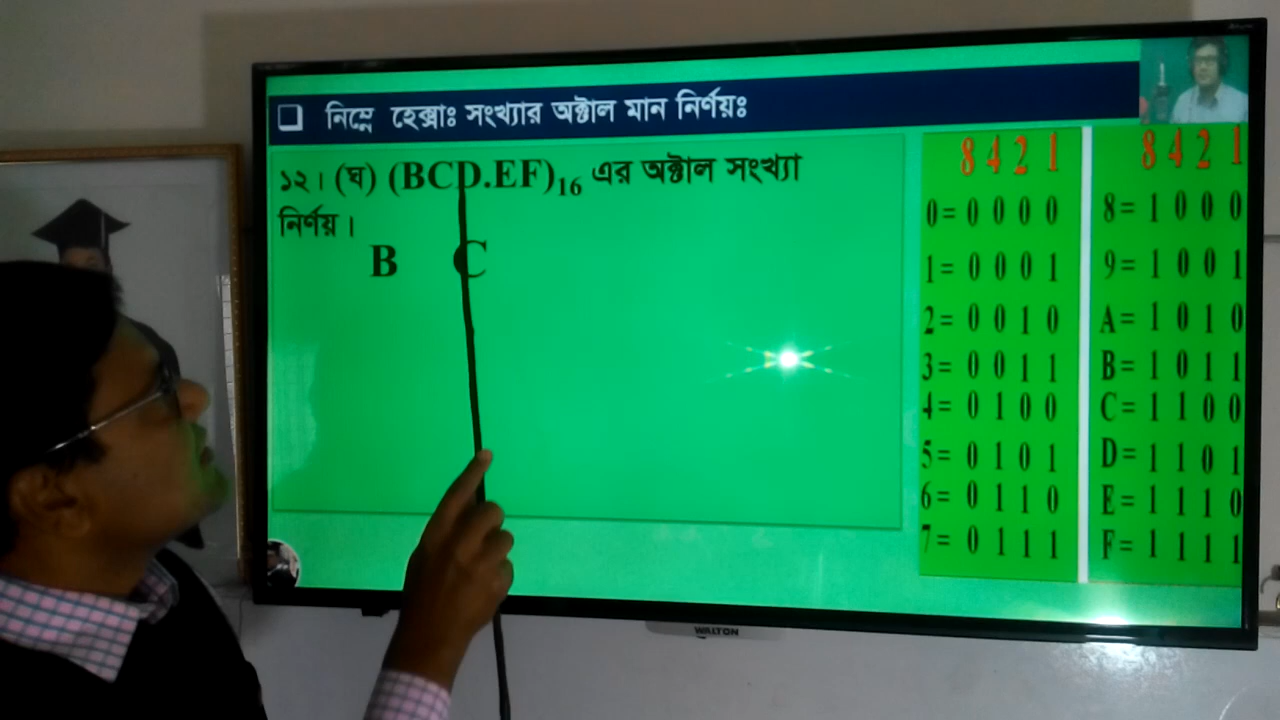 নিম্নে হেক্সাঃ সংখ্যার অক্টাল মান নির্ণয়ঃ
১২। (ঘ) (BCD.EF)₁₆ এর অক্টাল সংখ্যা
নির্ণয়।
B C
8 4 2 1
0= 0 0 0 0
1= 0 0 0 1
2= 0 0 1 0
3= 0 0 1 1
4= 0 1 0 0
5= 0 1 0 1
6= 0 1 1 0
7= 0 1 1 1
8 4 2 1
8= 1 0 0 0
9= 1 0 0 1
A= 1 0 1 0
B= 1 0 1 1
C= 1 1 0 0
D= 1 1 0 1
E= 1 1 1 0
F= 1 1 1 1
WALTON